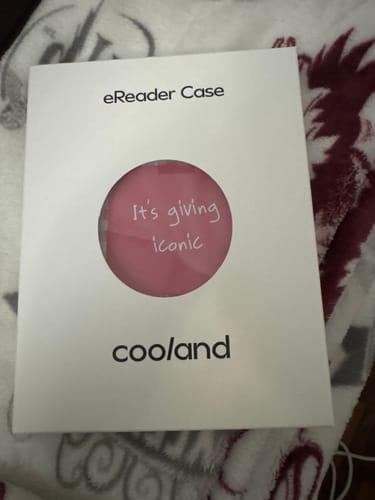 eReader Case
It's giving
iconic
cooland